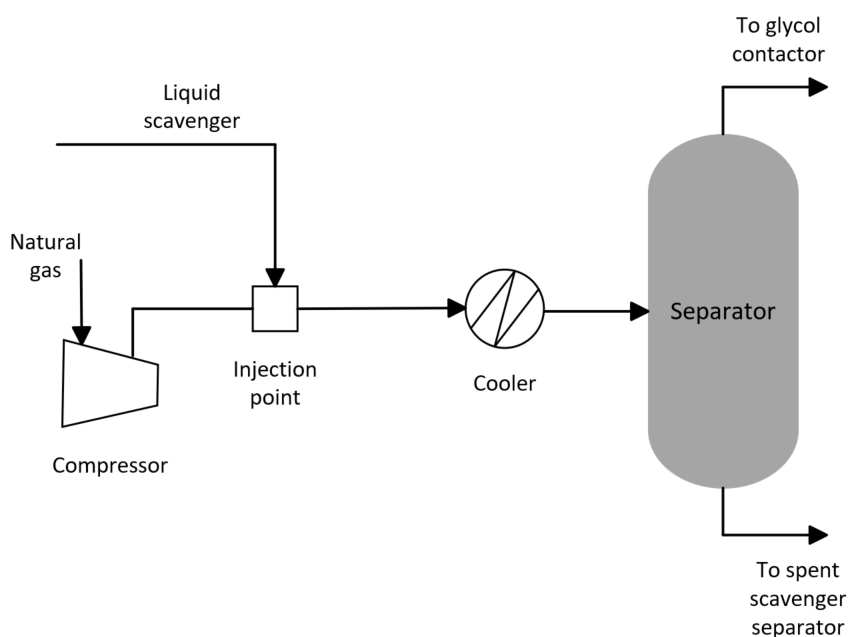 To glycol
contactor
Liquid
scavenger
Natural
gas
Separator
Injection
point
Cooler
Compressor
To spent
scavenger
separator